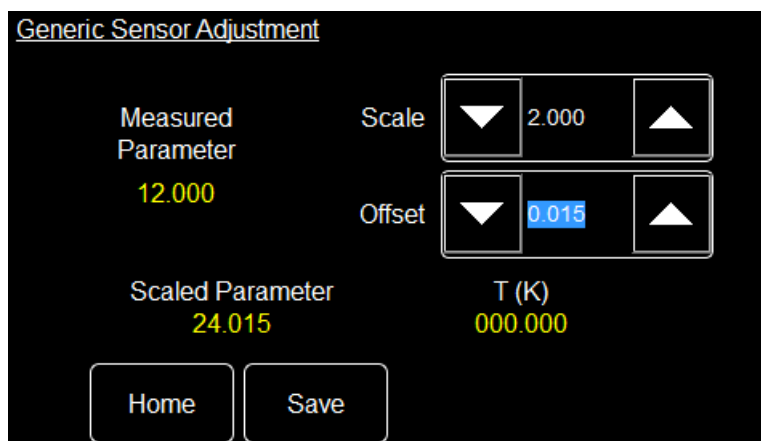 Generic Sensor Adjustment
Measured
Parameter
12.000
Scale
2.000
Offset
0.015
Scaled Parameter
24.015
T (K)
000.000
Home
Save